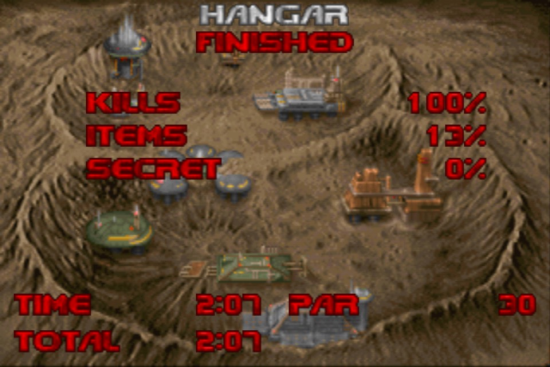 HANGAR
FINISHED
KILLS 100%
ITEMS 13%
SECRET 0%
TIME 2:07 PAR 30
TOTAL 2:07